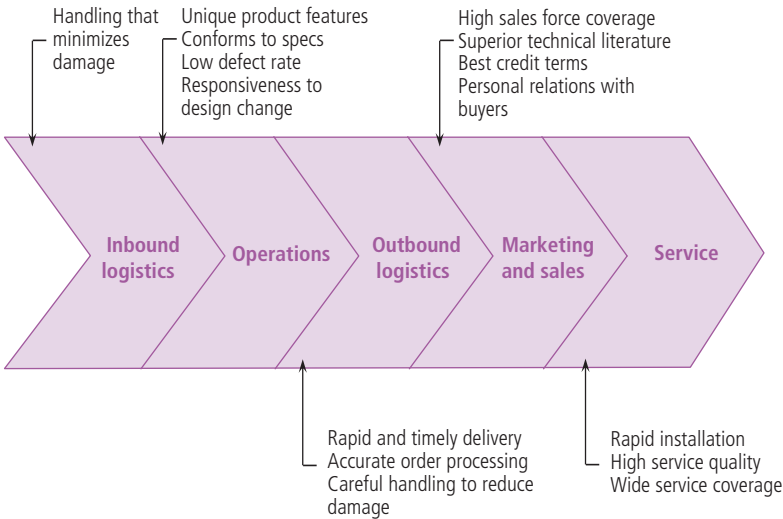 Handling that
minimizes
damage
Unique product features
Conforms to specs
Low defect rate
Responsiveness to
design change
High sales force coverage
Superior technical literature
Best credit terms
Personal relations with
buyers
Inbound
logistics
Operations
Outbound
logistics
Marketing
and sales
Service
Rapid and timely delivery
Accurate order processing
Careful handling to reduce
damage
Rapid installation
High service quality
Wide service coverage